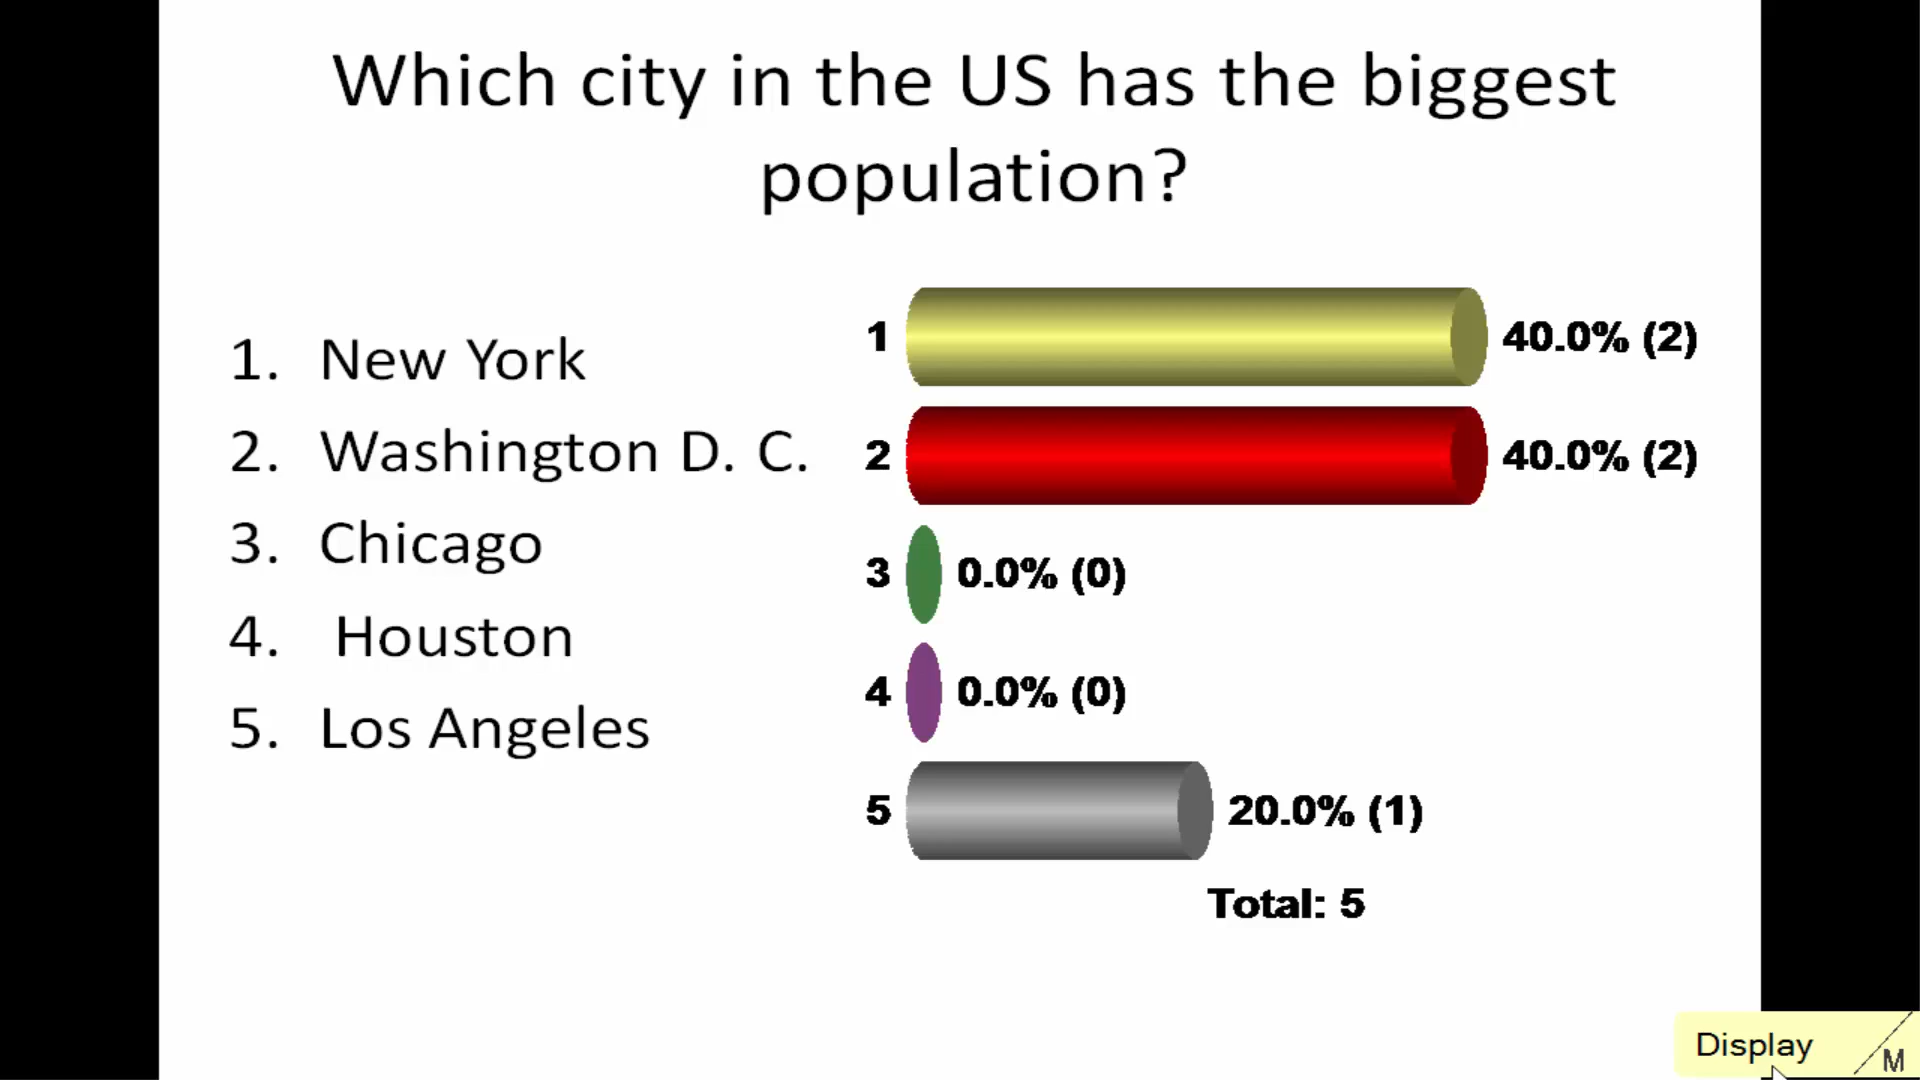 Which city in the US has the biggest
population?
1. New York
2. Washington D. C.
3. Chicago
4. Houston
5. Los Angeles
1 40.0% (2)
2 40.0% (2)
3 0.0% (0)
4 0.0% (0)
5 20.0% (1)
Total: 5
Display
M